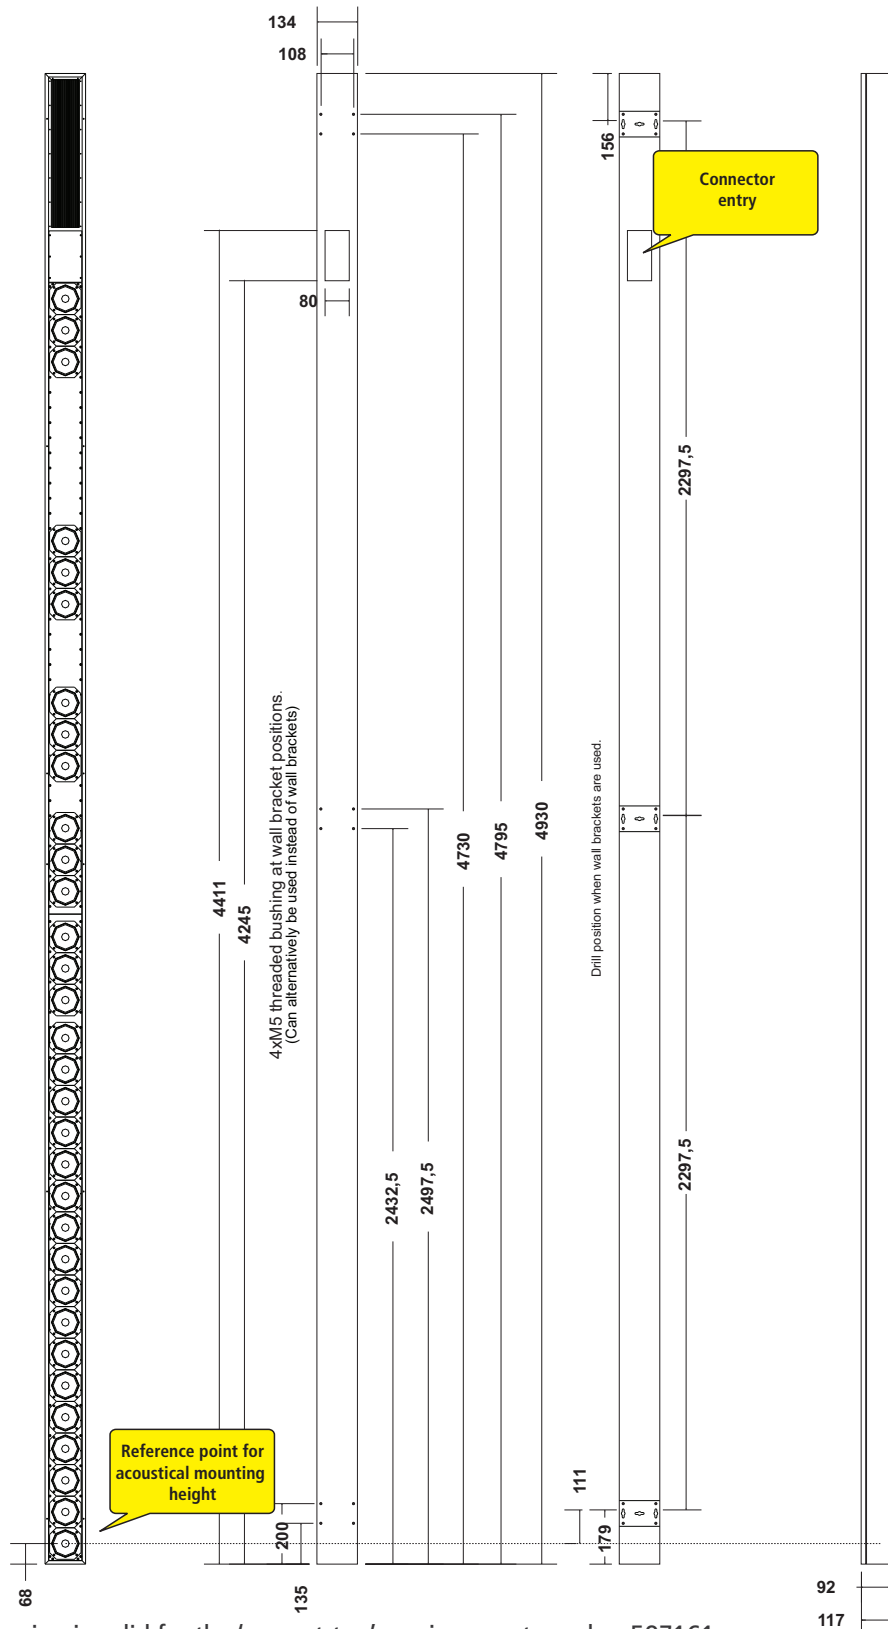 134
108
156
Connector
entry
80
2297,5
4xM5 threaded bushing at wall bracket positions.
(Can alternatively be used instead of wall brackets)
Drill position when wall brackets are used.
4411
4245
4730
4795
4930
2432,5
2497,5
2297,5
Reference point for
acoustical mounting
height
111
200
179
68
135
92
117